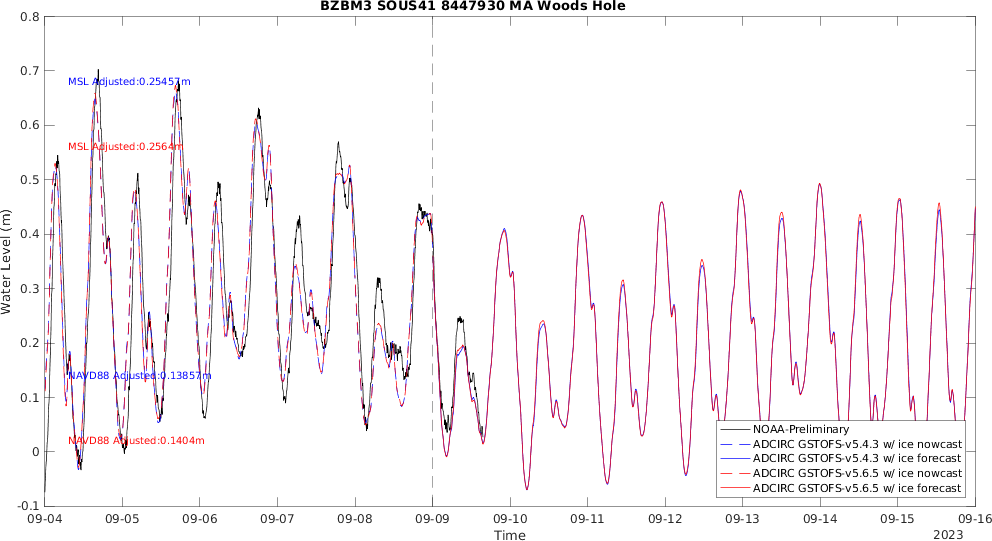 BZBM3 SOUS41 8447930 MA Woods Hole
0.8
0.7
0.6
0.5
0.4
0.3
0.2
0.1
0
-0.1
Water Level (m)
MSL Adjusted:0.25457m
MSL Adjusted:0.2564m
NAVD88 Adjusted:0.13857m
NAVD88 Adjusted:0.1404m
NOAA-Preliminary
ADCIRC GSTOFS-v5.4.3 w/ ice nowcast
ADCIRC GSTOFS-v5.4.3 w/ ice forecast
ADCIRC GSTOFS-v5.6.5 w/ ice nowcast
ADCIRC GSTOFS-v5.6.5 w/ ice forecast
09-04 09-05 09-06 09-07 09-08 09-09 09-10 09-11 09-12 09-13 09-14 09-15 09-16
Time
2023